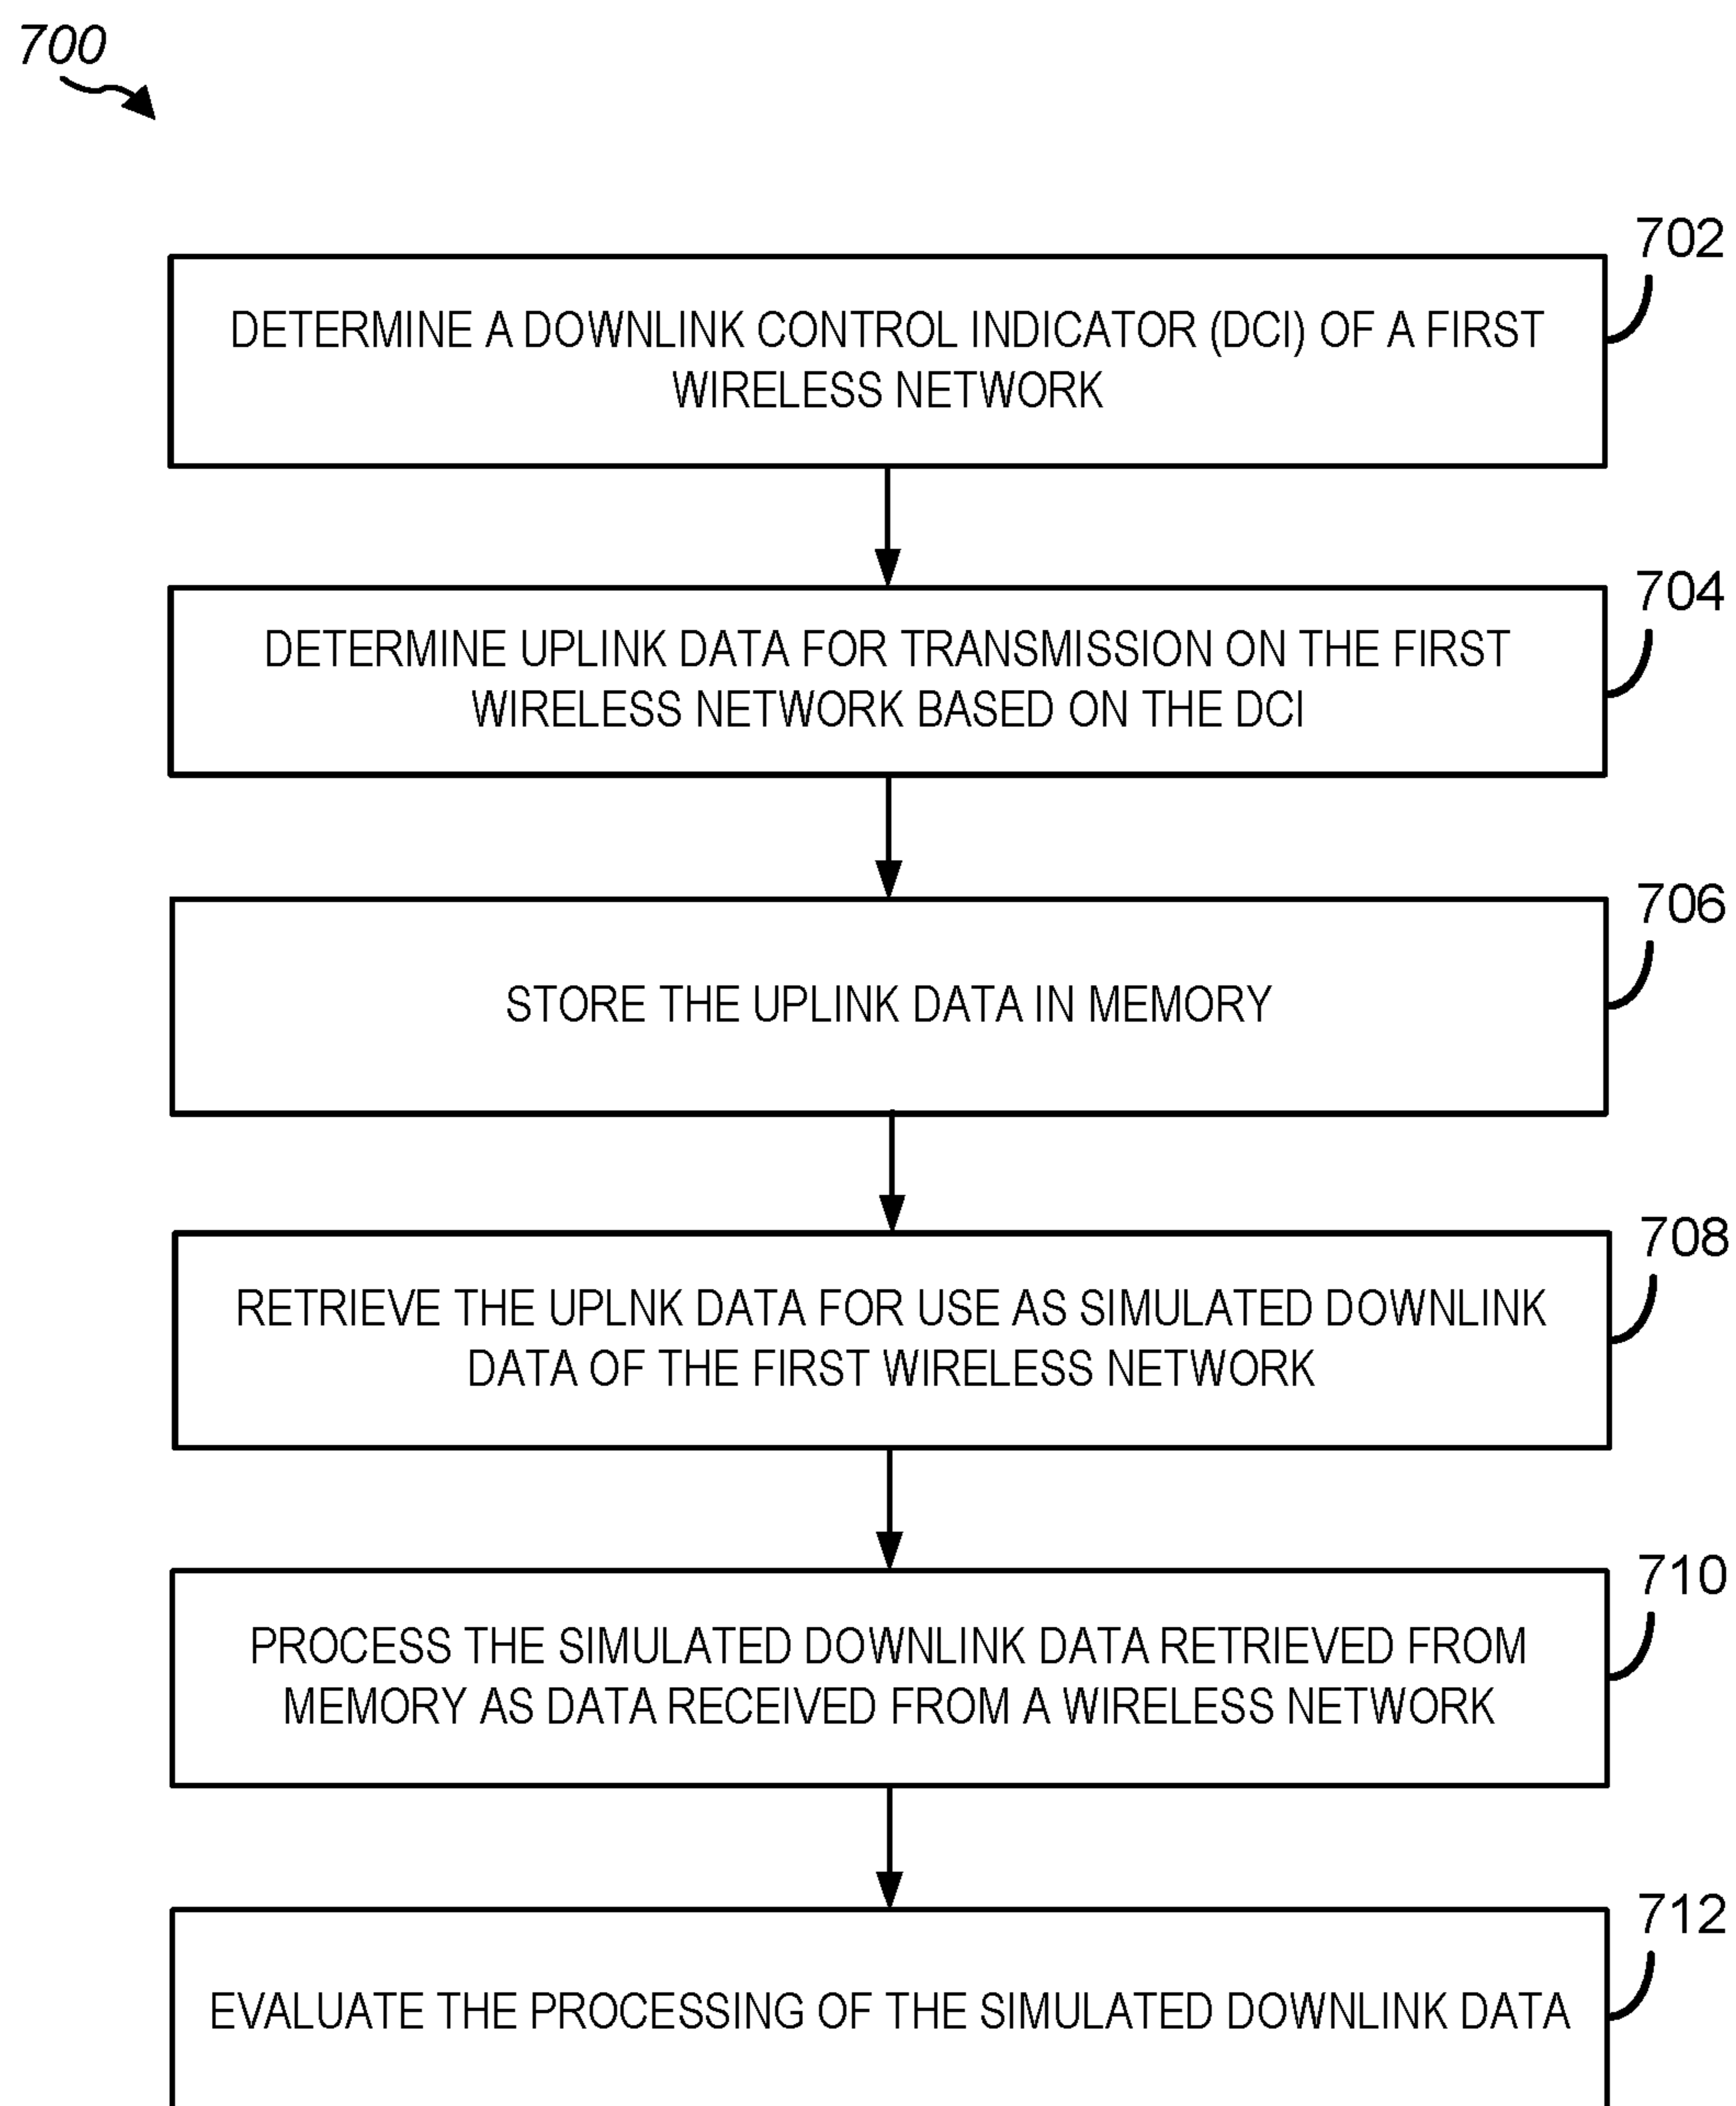 700
702
DETERMINE A DOWNLINK CONTROL INDICATOR (DCI) OF A FIRST
WIRELESS NETWORK
704
DETERMINE UPLINK DATA FOR TRANSMISSION ON THE FIRST
WIRELESS NETWORK BASED ON THE DCI
706
STORE THE UPLINK DATA IN MEMORY
708
RETRIEVE THE UPLNK DATA FOR USE AS SIMULATED DOWNLINK
DATA OF THE FIRST WIRELESS NETWORK
710
PROCESS THE SIMULATED DOWNLINK DATA RETRIEVED FROM
MEMORY AS DATA RECEIVED FROM A WIRELESS NETWORK
712
EVALUATE THE PROCESSING OF THE SIMULATED DOWNLINK DATA